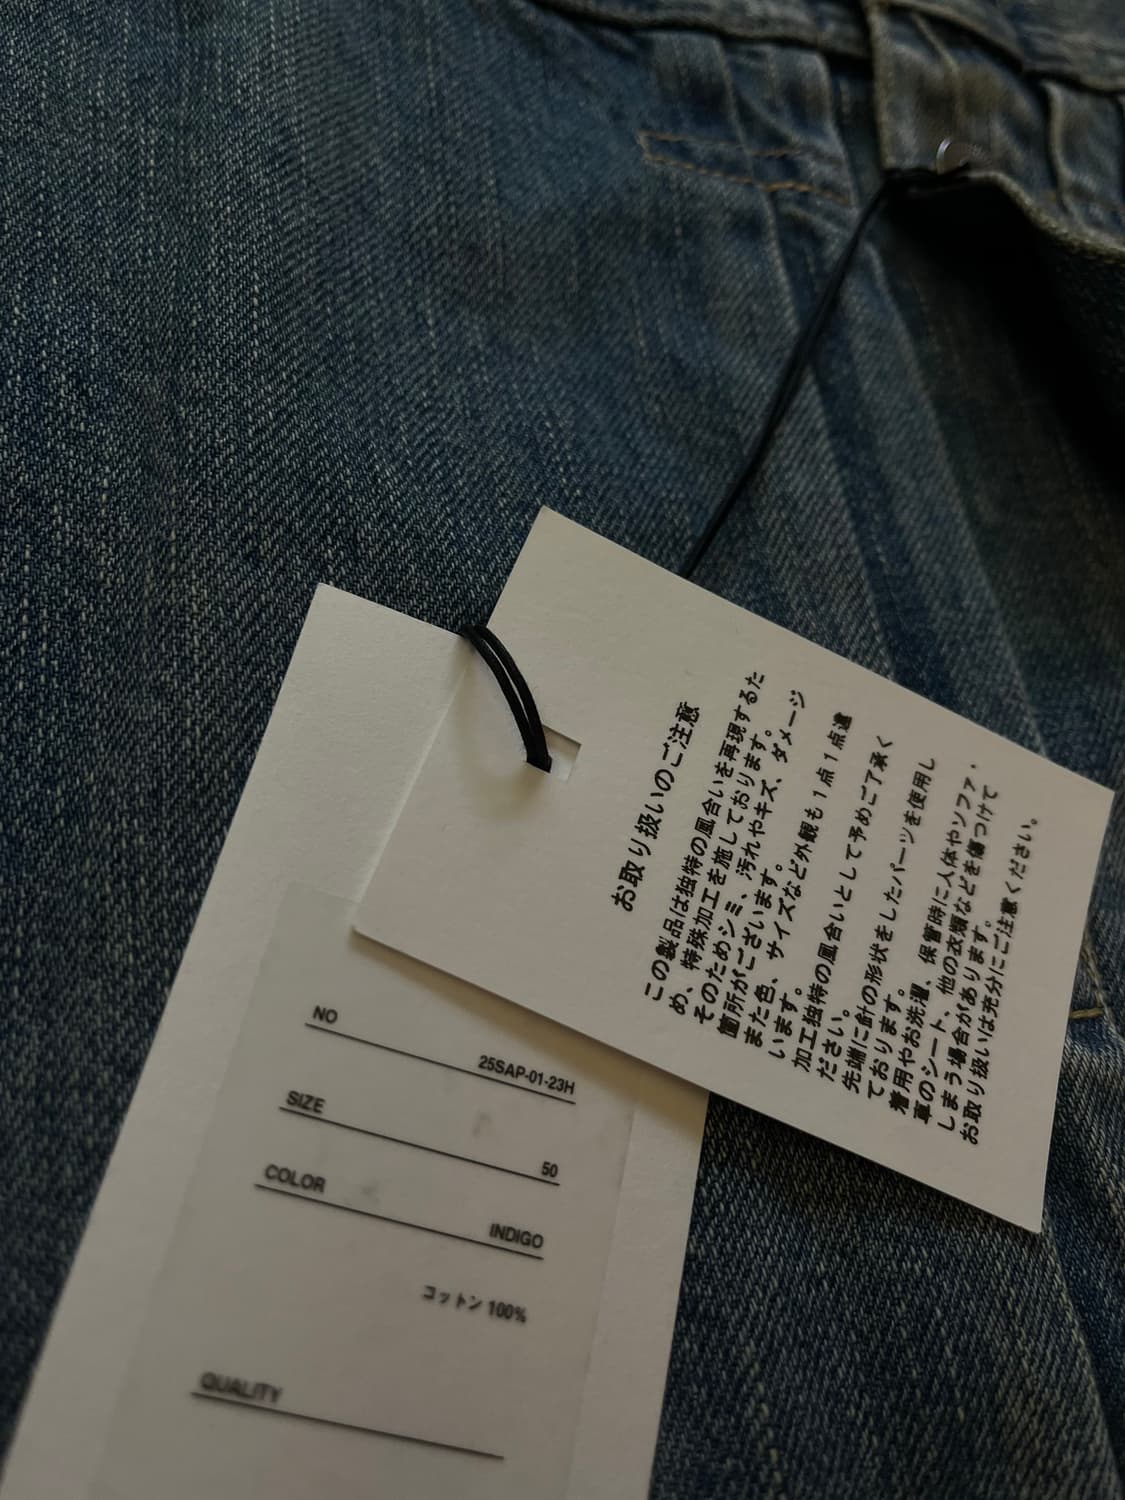 お取り扱いのご注意
この製品は独特の風合いを再現するた
め、特殊加工を施しております。
そのためシミ、汚れやキズ、ダメージ
箇所がございます。
また色、サイズなど外観も1点1点違
います。
加工独特の風合いとして予めご了承く
ださい。
先端に針の形状をしたパーツを使用し
ております。
着用やお洗濯、保管時に人体やソファ・
車のシート、他の衣類などを傷つけて
しまう場合があります。
お取り扱いは充分にご注意ください。
NO
25SAP-01-23H
SIZE
50
COLOR
INDIGO
コットン 100%
QUALITY